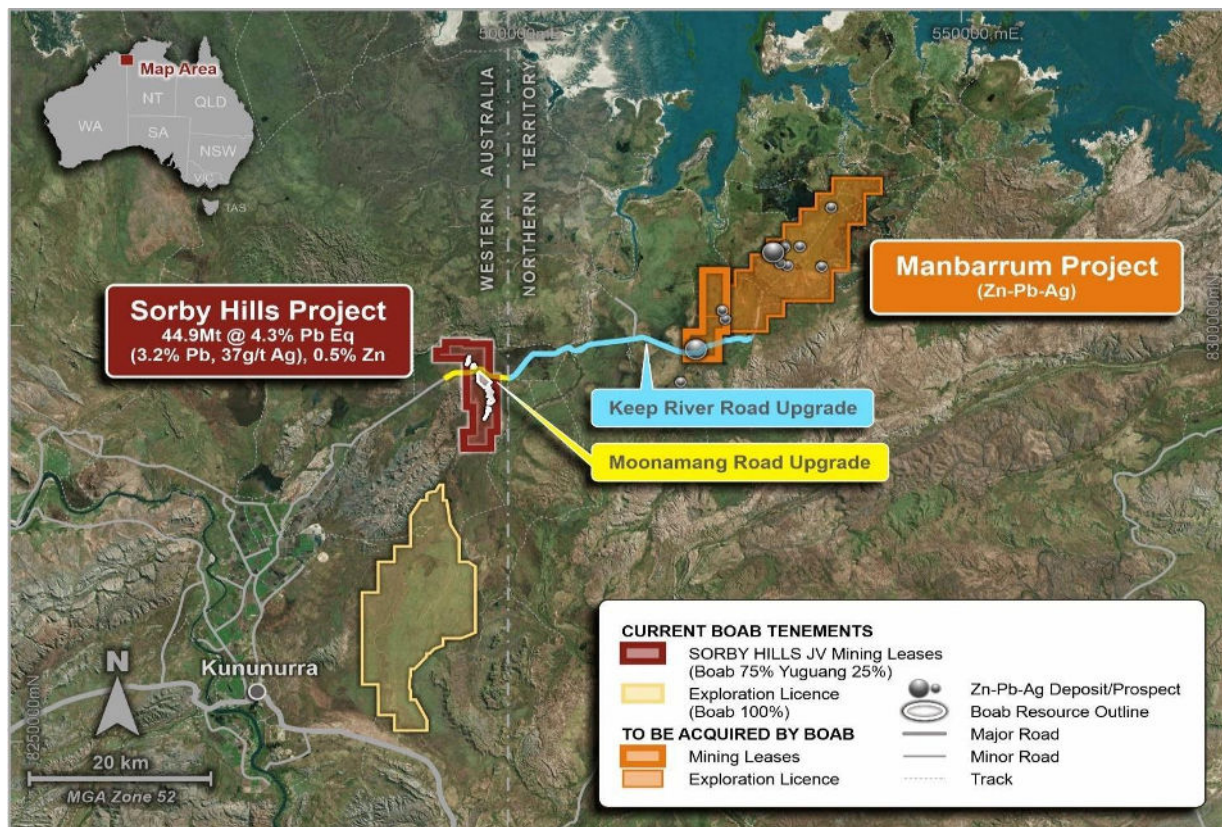 500000mE
550000 mE
Map Area
NT
QLD
WA
SA
NSW
VIC
TAS
WESTERN AUSTRALIA
NORTHERN TERRITORY
Manbarrum Project
(Zn-Pb-Ag)
Sorby Hills Project
44.9Mt @ 4.3% Pb Eq
(3.2% Pb, 37g/t Ag), 0.5% Zn
8300000mN
Keep River Road Upgrade
Moonamang Road Upgrade
Kununurra
N
8250000mN
20 km
MGA Zone 52
CURRENT BOAB TENEMENTS
SORBY HILLS JV Mining Leases
(Boab 75% Yuguang 25%)
Exploration Licence
(Boab 100%)
TO BE ACQUIRED BY BOAB
Mining Leases
Exploration Licence
Zn-Pb-Ag Deposit/Prospect
Boab Resource Outline
Major Road
Minor Road
Track